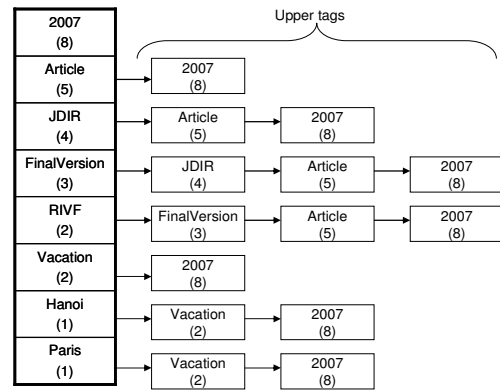 Upper tags
2007
(8)
Article
(5)
2007
(8)
JDIR
(4)
Article
(5)
2007
(8)
FinalVersion
(3)
JDIR
(4)
Article
(5)
2007
(8)
RIVF
(2)
FinalVersion
(3)
Article
(5)
2007
(8)
Vacation
(2)
2007
(8)
Hanoi
(1)
Vacation
(2)
2007
(8)
Paris
(1)
Vacation
(2)
2007
(8)